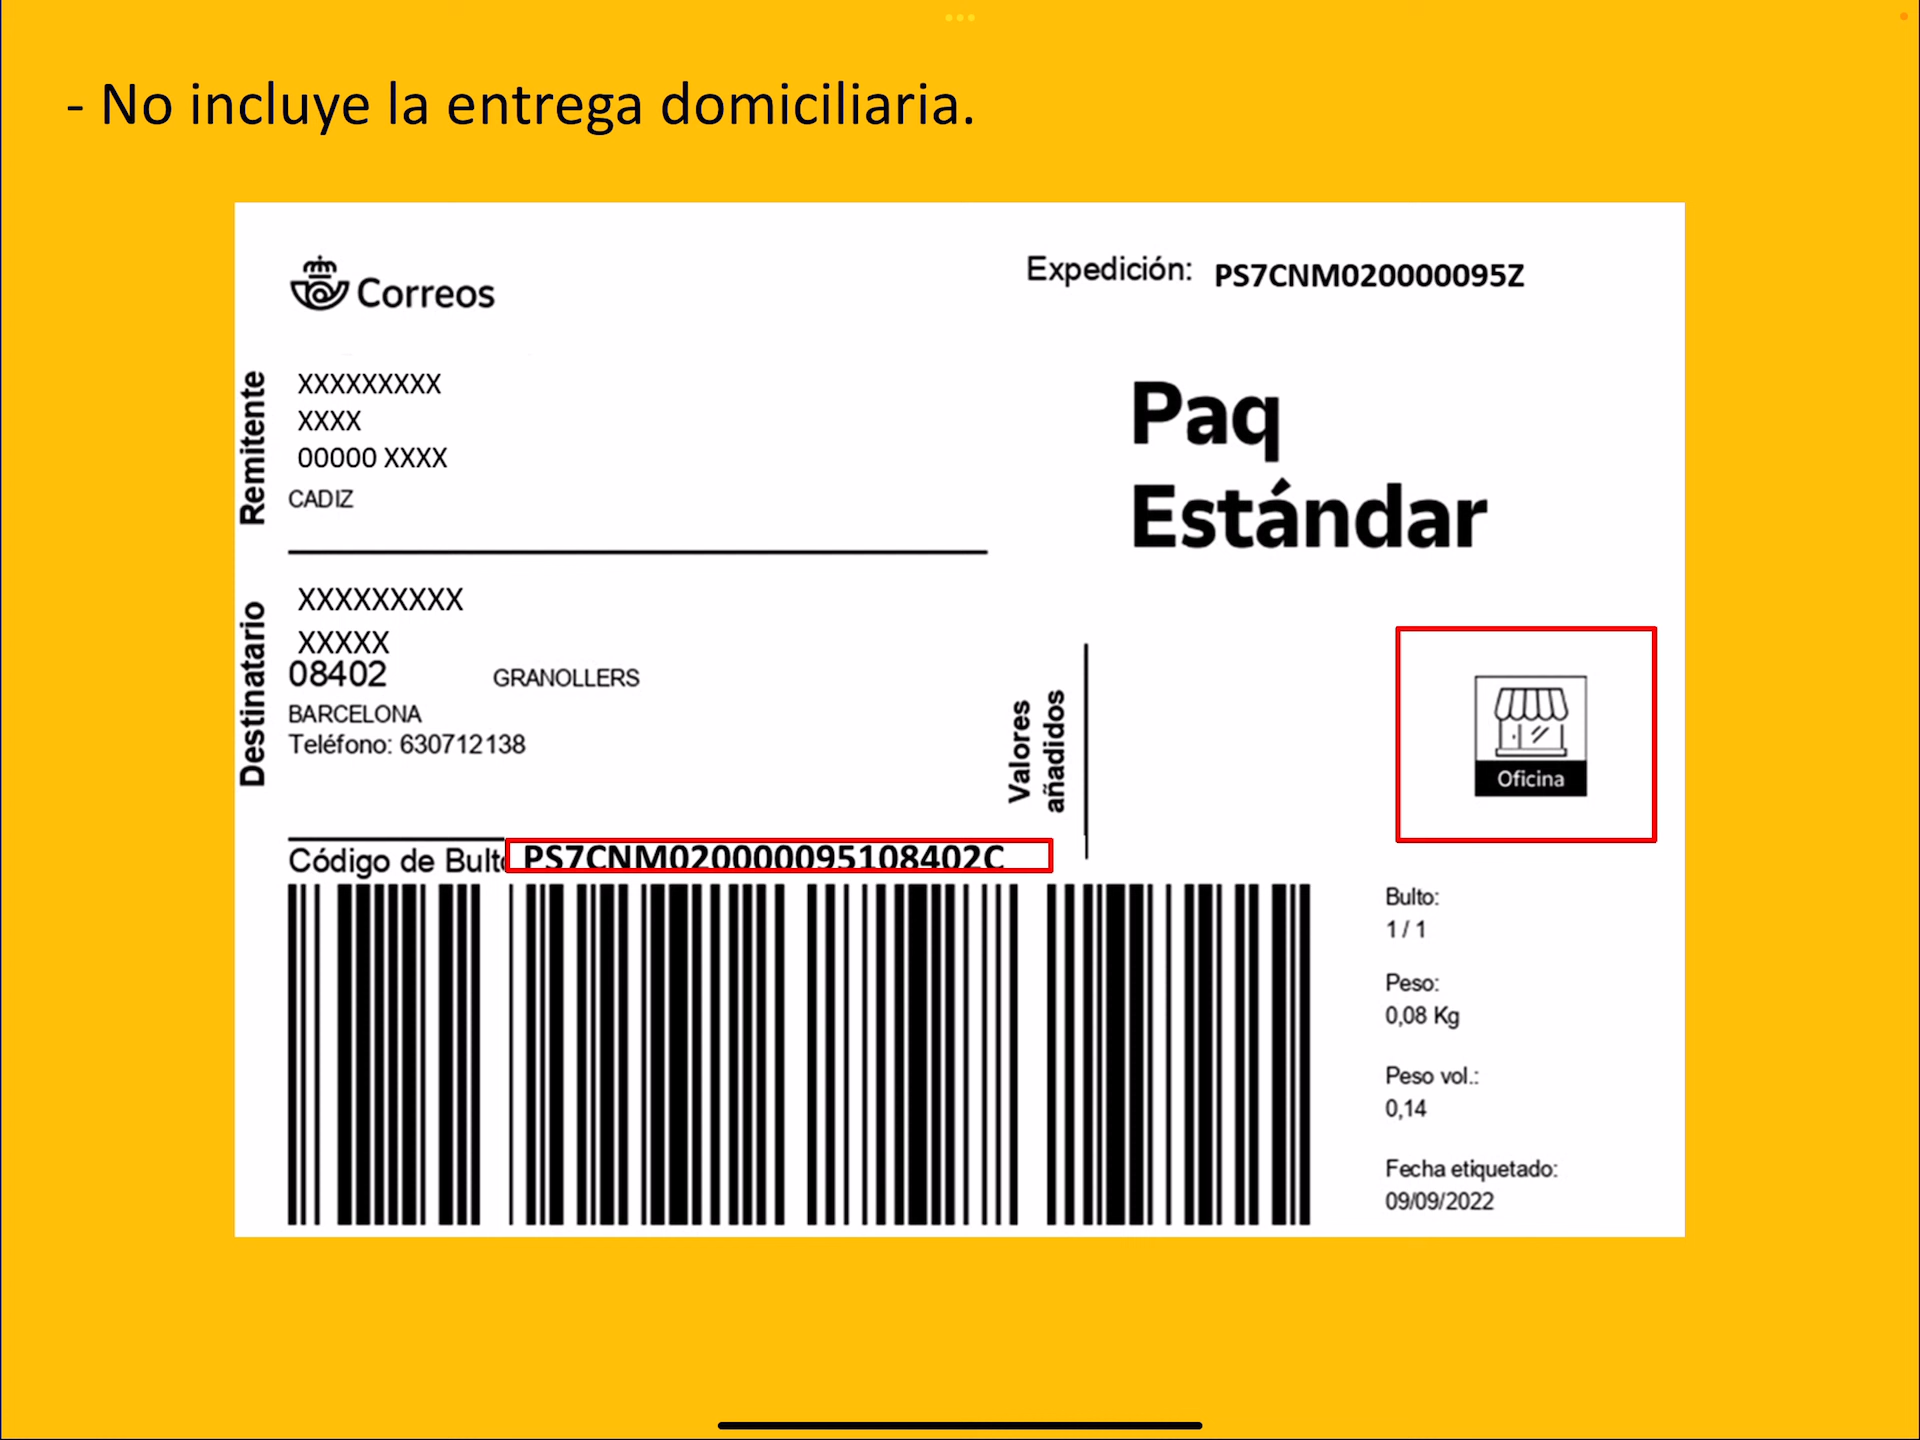 - No incluye la entrega domiciliaria.
Correos
Expedición: PS7CNM020000095Z
Remitente
XXXXXXXXX
XXXX
00000 XXXX
CADIZ
Paq
Estándar
Destinatario
XXXXXXXXX
XXXXX
08402 GRANOLLERS
BARCELONA
Teléfono: 630712138
Valores
añadidos
Oficina
Código de Bulto PS7CNM020000095108402C
Bulto:
1 / 1
Peso:
0,08 Kg
Peso vol.:
0,14
Fecha etiquetado:
09/09/2022